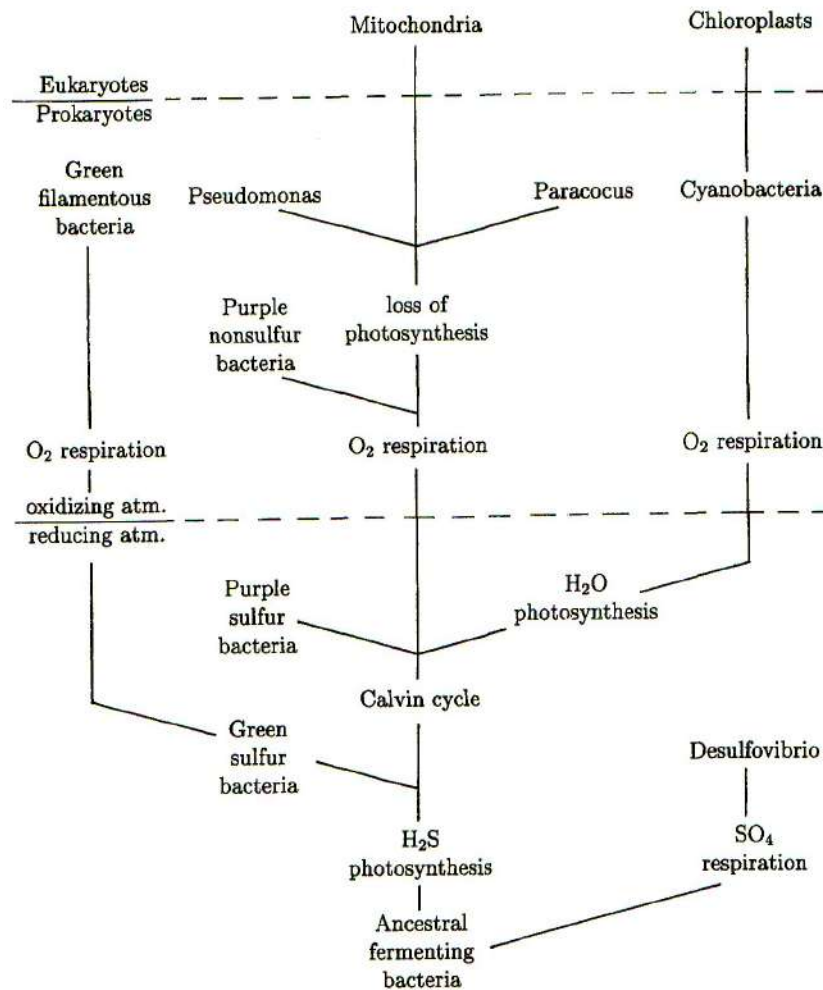 Mitochondria
Chloroplasts
Eukaryotes
Prokaryotes
Green
filamentous
bacteria
Pseudomonas
Paracocus
Cyanobacteria
Purple
nonsulfur
bacteria
loss of
photosynthesis
O₂ respiration
O₂ respiration
O₂ respiration
oxidizing atm.
reducing atm.
Purple
sulfur
bacteria
H₂O
photosynthesis
Calvin cycle
Green
sulfur
bacteria
Desulfovibrio
H₂S
photosynthesis
SO₄
respiration
Ancestral
fermenting
bacteria